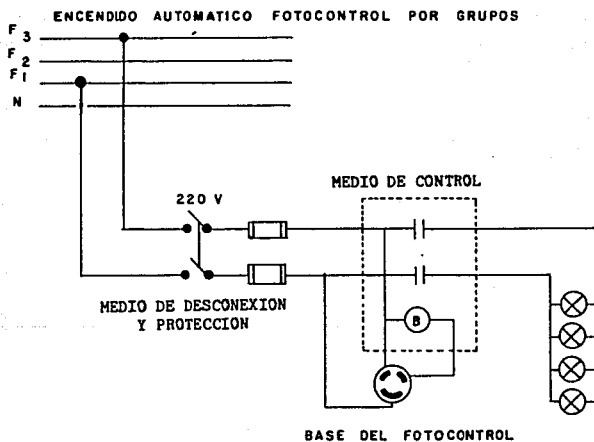 ENCENDIDO AUTOMATICO FOTOCONTROL POR GRUPOS
F3
F2
F1
N
220 V
MEDIO DE CONTROL
MEDIO DE DESCONEXION
Y PROTECCION
B
BASE DEL FOTOCONTROL